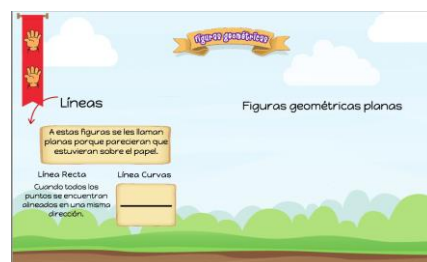 Figuras geométricas
Líneas
Figuras geométricas planas
A estas figuras se les llaman
planas porque parecieran que
estuvieran sobre el papel.
Línea Recta
Línea Curvas
Cuando todos los
puntos se encuentran
alineados en una misma
dirección.